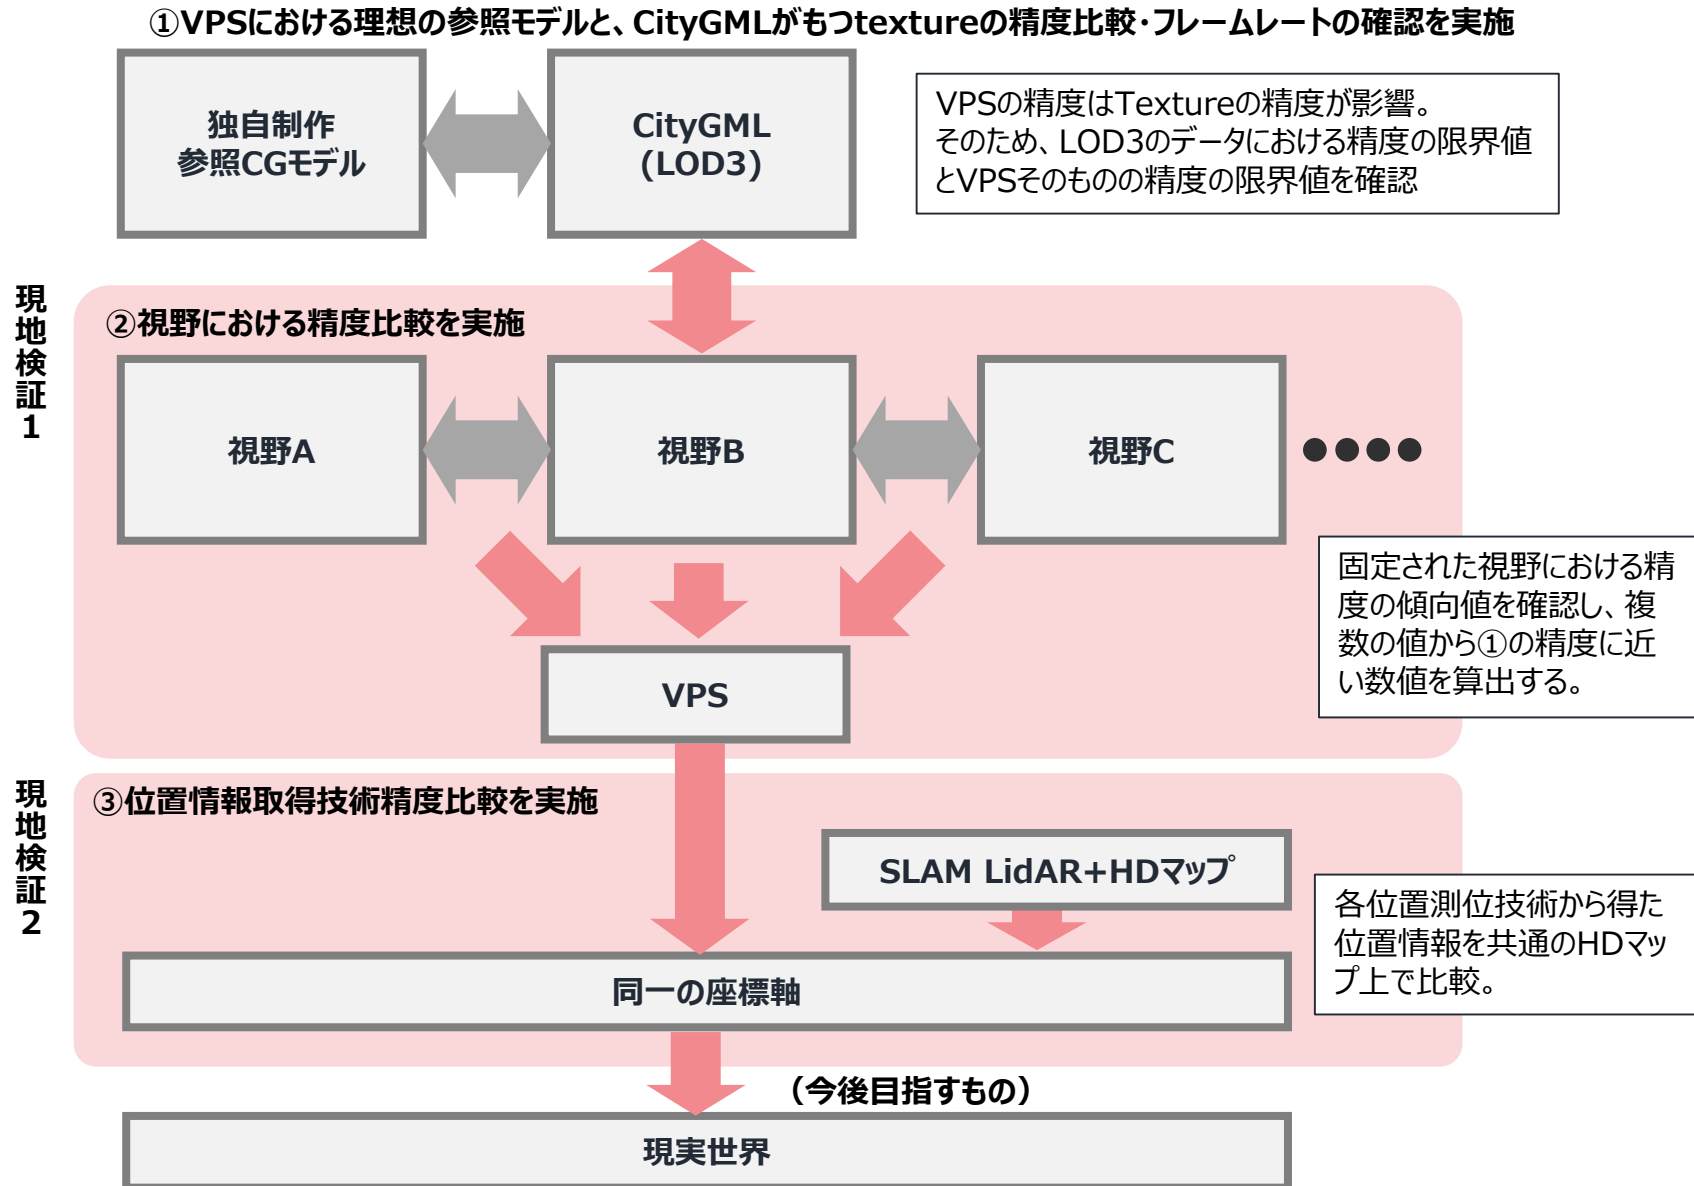 ①VPSにおける理想の参照モデルと、CityGMLがもつtextureの精度比較・フレームレートの確認を実施
独自制作
参照CGモデル
CityGML
(LOD3)
VPSの精度はTextureの精度が影響。
そのため、LOD3のデータにおける精度の限界値
とVPSそのものの精度の限界値を確認
現地検証1
②視野における精度比較を実施
視野A
視野B
視野C
●●●●
固定された視野における精
度の傾向値を確認し、複
数の値から①の精度に近
い数値を算出する。
VPS
現地検証2
③位置情報取得技術精度比較を実施
SLAM LidAR+HDマップ
各位置測位技術から得た
位置情報を共通のHDマッ
プ上で比較。
同一の座標軸
（今後目指すもの）
現実世界